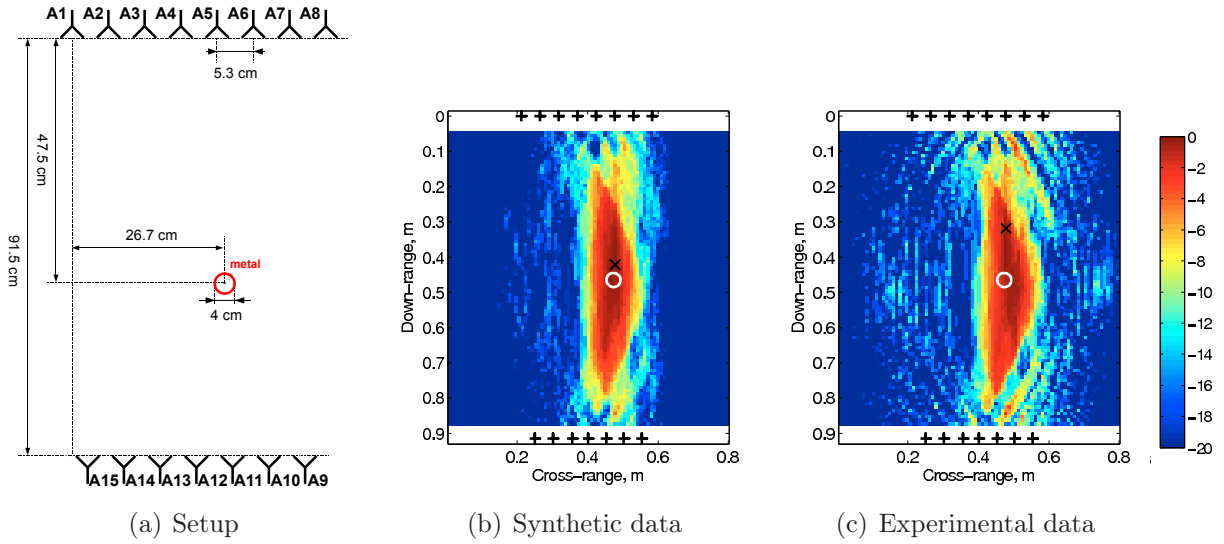 A1 A2 A3 A4 A5 A6 A7 A8
5.3 cm
47.5 cm
91.5 cm
26.7 cm
metal
4 cm
A15 A14 A13 A12 A11 A10 A9
(a) Setup
0
0.1
0.2
0.3
0.4
0.5
0.6
0.7
0.8
0.9
Down-range, m
0.2 0.4 0.6 0.8
Cross-range, m
(b) Synthetic data
0
0.1
0.2
0.3
0.4
0.5
0.6
0.7
0.8
0.9
Down-range, m
0.2 0.4 0.6 0.8
Cross-range, m
(c) Experimental data
0
-2
-4
-6
-8
-10
-12
-14
-16
-18
-20